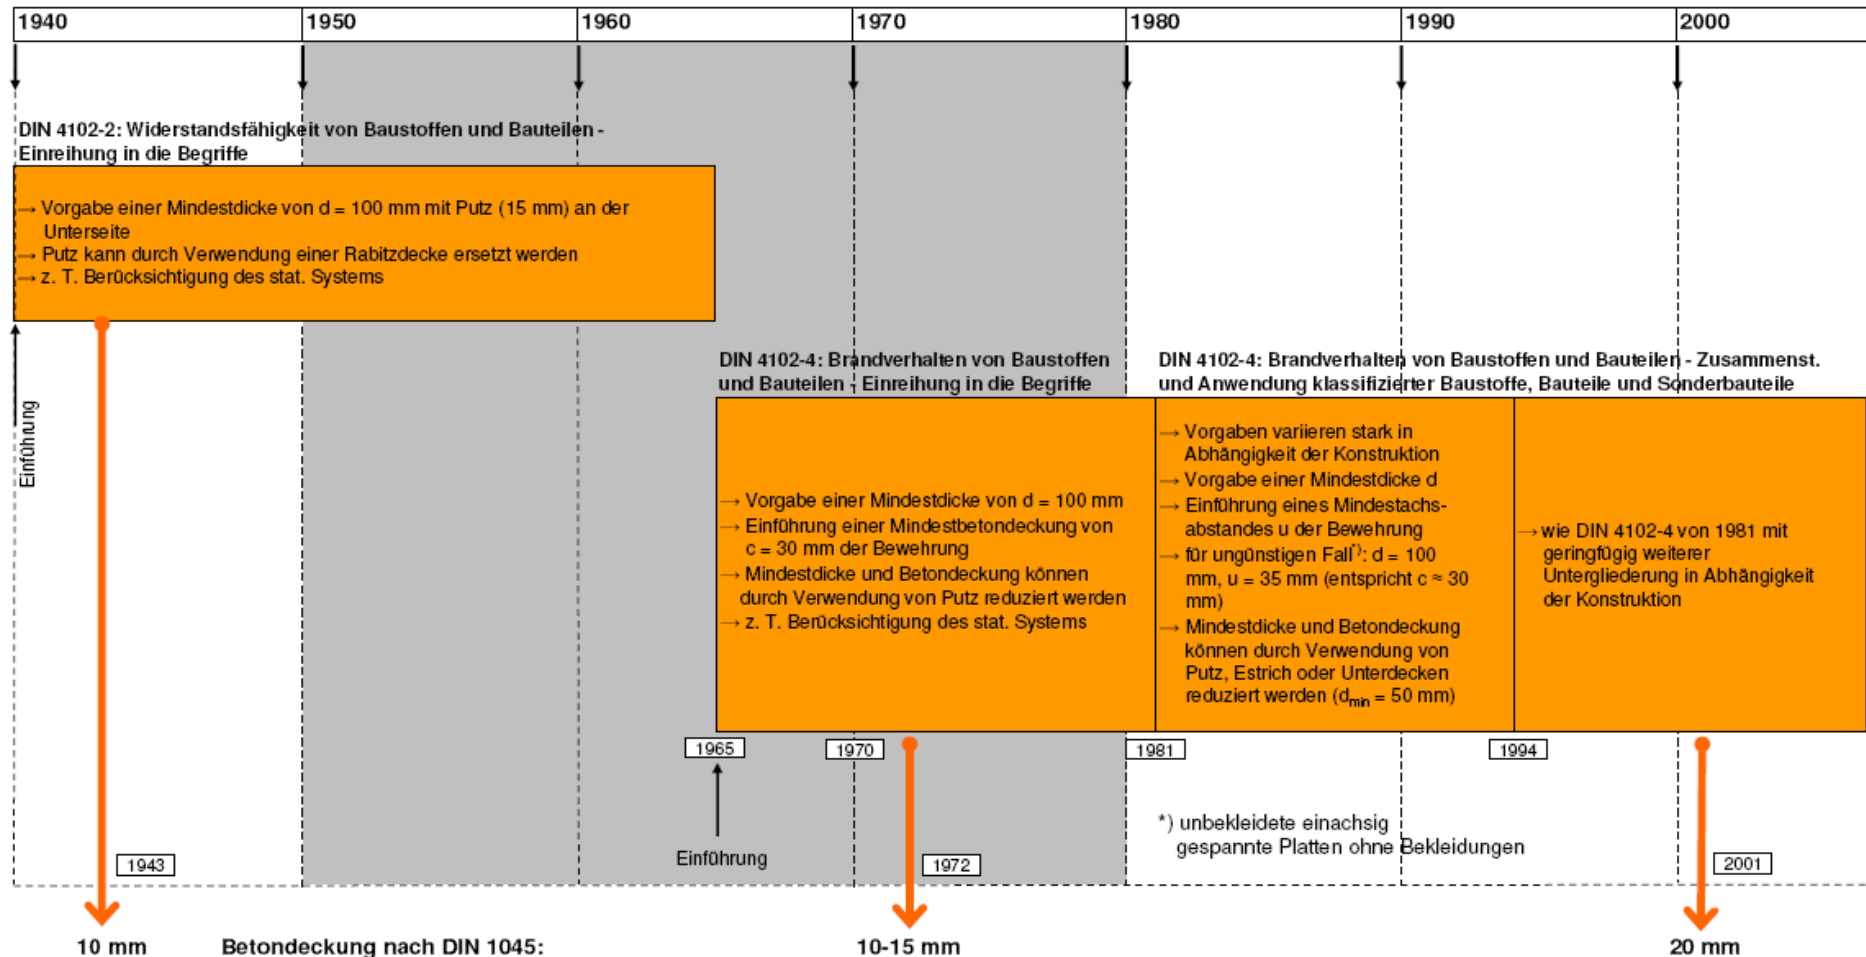 1940 1950 1960 1970 1980 1990 2000
DIN 4102-2: Widerstandsfähigkeit von Baustoffen und Bauteilen -
Einreihung in die Begriffe
→ Vorgabe einer Mindestdicke von d = 100 mm mit Putz (15 mm) an der
Unterseite
→ Putz kann durch Verwendung einer Rabitzdecke ersetzt werden
→ z. T. Berücksichtigung des stat. Systems
Einführung
DIN 4102-4: Brandverhalten von Baustoffen
und Bauteilen - Einreihung in die Begriffe
→ Vorgabe einer Mindestdicke von d = 100 mm
→ Einführung einer Mindestbetondeckung von
c = 30 mm der Bewehrung
→ Mindestdicke und Betondeckung können
durch Verwendung von Putz reduziert werden
→ z. T. Berücksichtigung des stat. Systems
DIN 4102-4: Brandverhalten von Baustoffen und Bauteilen - Zusammenst.
und Anwendung klassifizierter Baustoffe, Bauteile und Sonderbauteile
→ Vorgaben variieren stark in
Abhängigkeit der Konstruktion
→ Vorgabe einer Mindestdicke d
→ Einführung eines Mindestachs-
abstandes u der Bewehrung
→ für ungünstigen Fall*): d = 100
mm, u = 35 mm (entspricht c ≈ 30
mm)
→ Mindestdicke und Betondeckung
können durch Verwendung von
Putz, Estrich oder Unterdecken
reduziert werden (dmin = 50 mm)
→ wie DIN 4102-4 von 1981 mit
geringfügig weiterer
Untergliederung in Abhängigkeit
der Konstruktion
1965 1970 1981 1994
*) unbekleidete einachsig
gespannte Platten ohne Bekleidungen
Einführung
1943 1972 2001
10 mm Betondeckung nach DIN 1045: 10-15 mm 20 mm